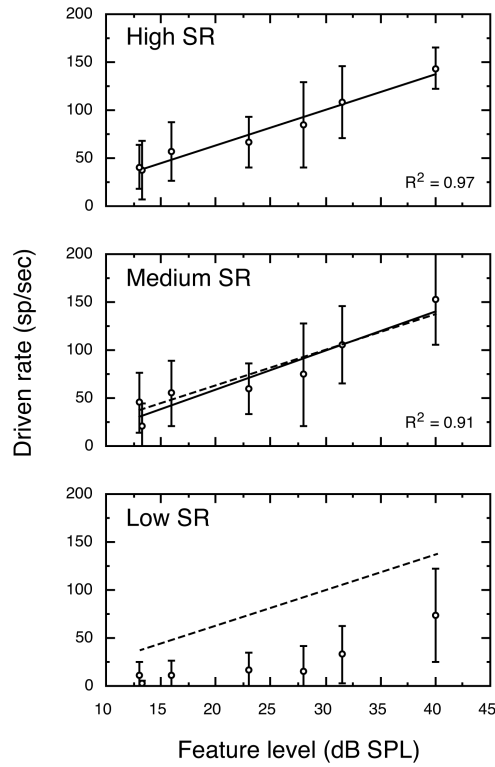 200
High SR
150
100
50
R² = 0.97
0
200
Medium SR
150
100
50
R² = 0.91
0
200
Low SR
150
100
50
0
10 15 20 25 30 35 40 45
Driven rate (sp/sec)
Feature level (dB SPL)